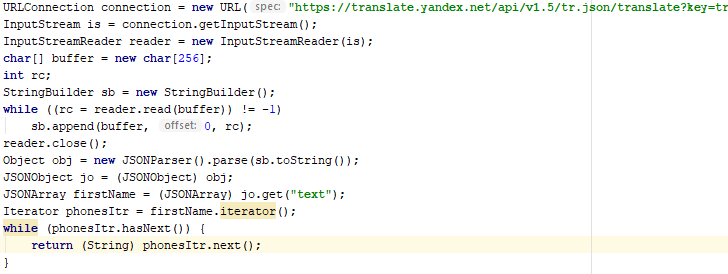 URLConnection connection = new URL( spec: "https://translate.yandex.net/api/v1.5/tr.json/translate?key=tr
InputStream is = connection.getInputStream();
InputStreamReader reader = new InputStreamReader(is);
char[] buffer = new char[256];
int rc;
StringBuilder sb = new StringBuilder();
while ((rc = reader.read(buffer)) != -1)
    sb.append(buffer, offset: 0, rc);
reader.close();
Object obj = new JSONParser().parse(sb.toString());
JSONObject jo = (JSONObject) obj;
JSONArray firstName = (JSONArray) jo.get("text");
Iterator phonesItr = firstName.iterator();
while (phonesItr.hasNext()) {
    return (String) phonesItr.next();
}